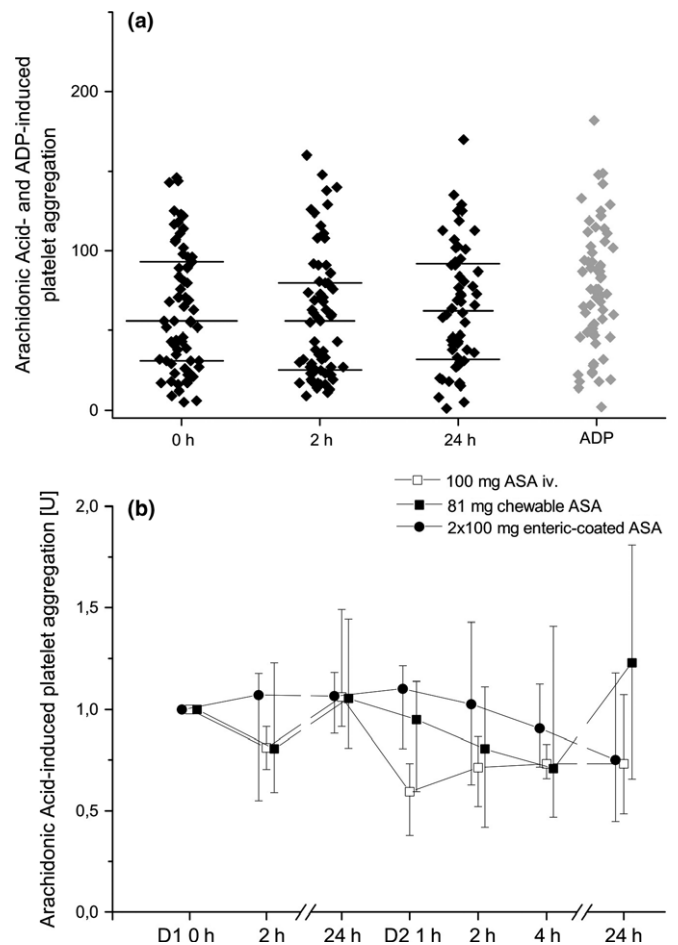 (a)
Arachidonic Acid- and ADP-induced
platelet aggregation
200
100
0
0 h
2 h
24 h
ADP
(b)
100 mg ASA iv.
81 mg chewable ASA
2x100 mg enteric-coated ASA
Arachidonic Acid-induced platelet aggregation [U]
2,0
1,5
1,0
0,5
0,0
D1 0 h
2 h
24 h
D2 1 h
2 h
4 h
24 h